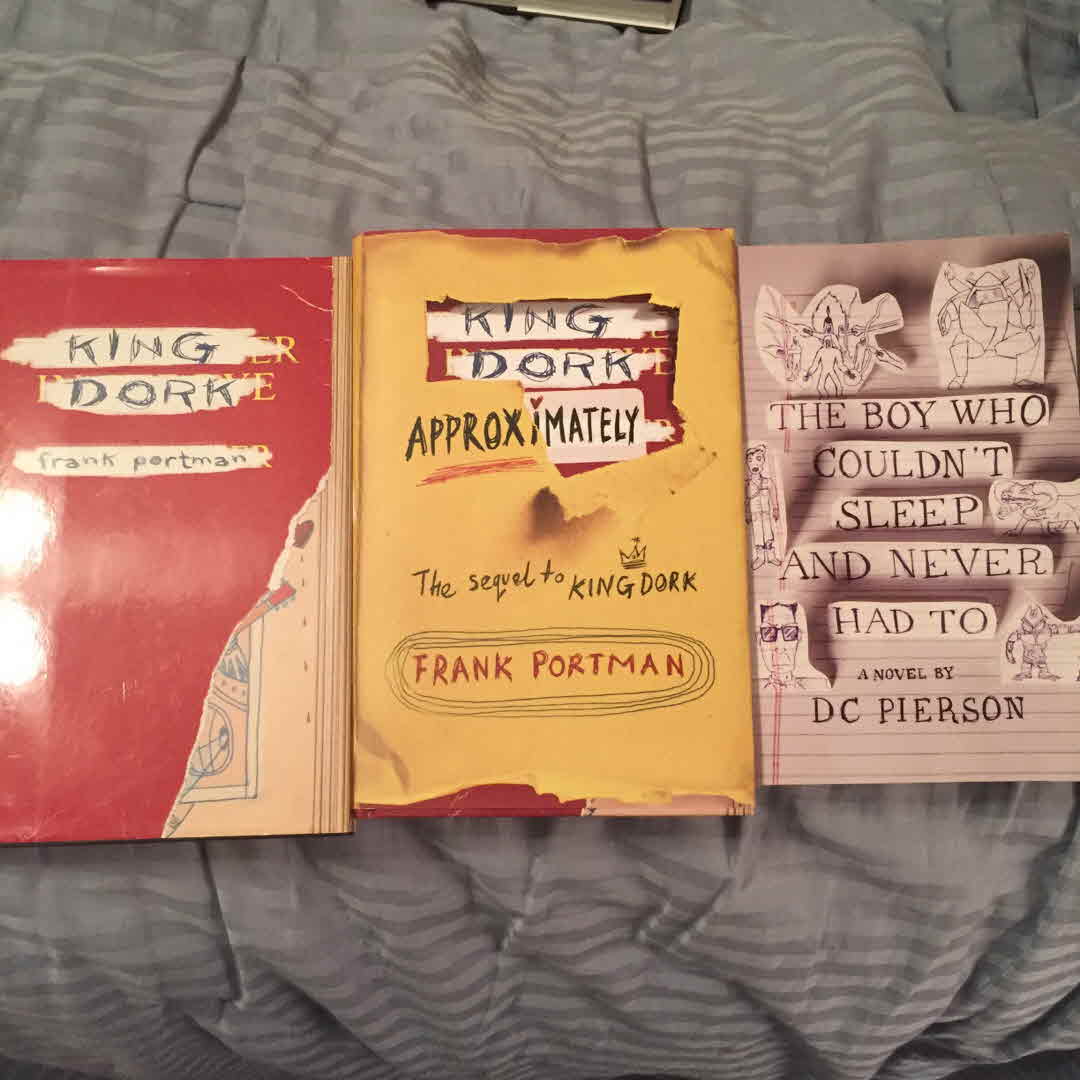 KING
DORK
frank portman
KING
DORK
APPROXiMATELY
The sequel to KING DORK
FRANK PORTMAN
THE BOY WHO
COULDN'T
SLEEP
AND NEVER
HAD TO
A NOVEL BY
DC PIERSON